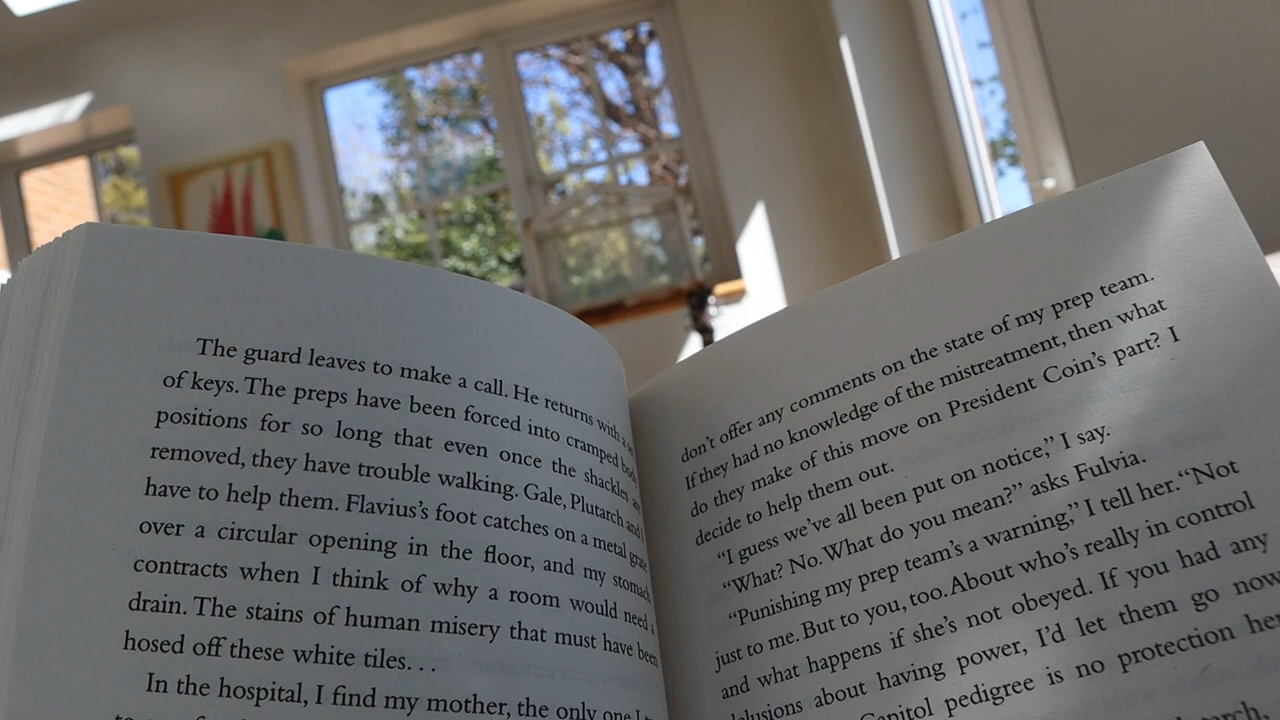 The guard leaves to make a call. He returns with a
of keys. The preps have been forced into cramped body
positions for so long that even once the shackles are
removed, they have trouble walking. Gale, Plutarch and I
have to help them. Flavius's foot catches on a metal grate
over a circular opening in the floor, and my stomach
contracts when I think of why a room would need a
drain. The stains of human misery that must have been
hosed off these white tiles. . .
In the hospital, I find my mother, the only one I
don't offer any comments on the state of my prep team.
If they had no knowledge of the mistreatment, then what
do they make of this move on President Coin's part? I
decide to help them out.
“I guess we've all been put on notice,” I say.
“What? No. What do you mean?” asks Fulvia.
“Punishing my prep team's a warning,” I tell her. “Not
just to me. But to you, too. About who's really in control
and what happens if she's not obeyed. If you had any
delusions about having power, I'd let them go now.
Capitol pedigree is no protection here